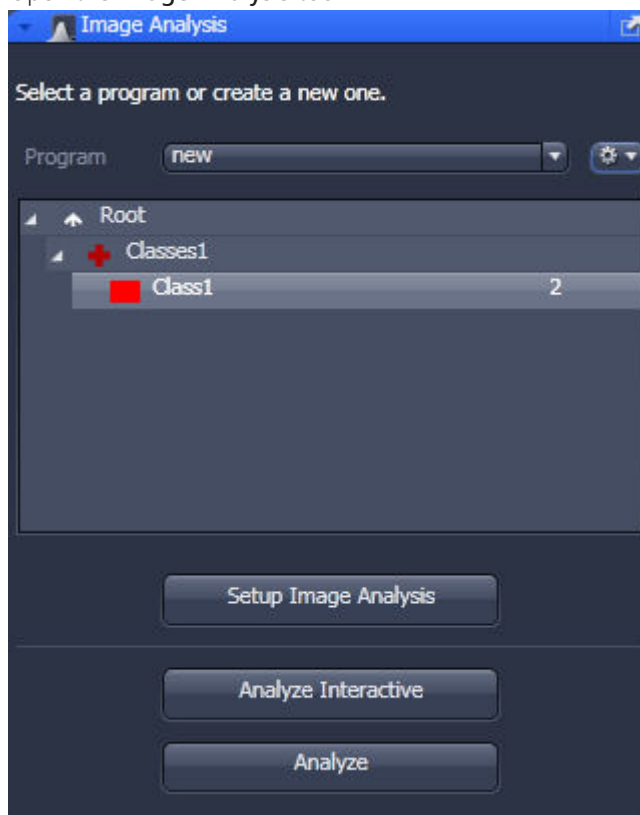 Image Analysis
Select a program or create a new one.
Program new
Root
Classes1
Class1 2
Setup Image Analysis
Analyze Interactive
Analyze